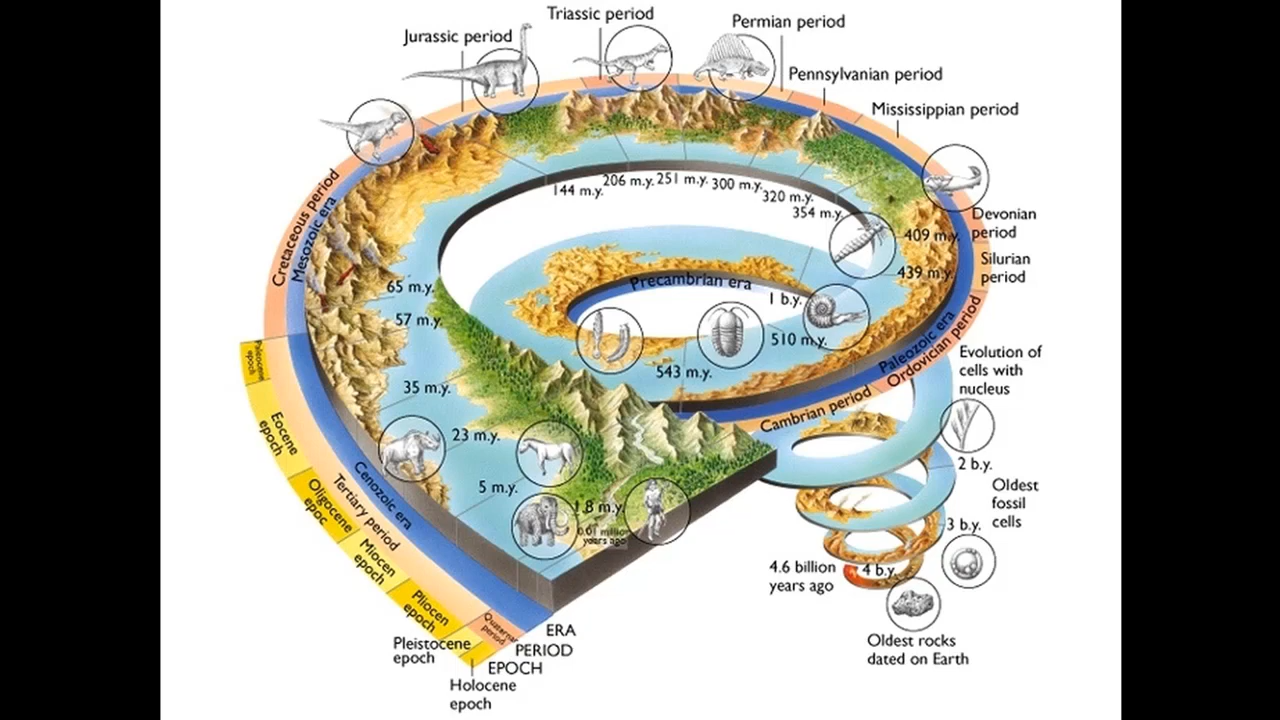 Triassic period
Permian period
Jurassic period
Pennsylvanian period
Mississippian period
Cretaceous period
Mesozoic era
144 m.y.
206 m.y.
251 m.y.
300 m.y.
320 m.y.
354 m.y.
Devonian
period
409 m.y.
Silurian
period
439 m.y.
Precambrian era
1 b.y.
65 m.y.
57 m.y.
510 m.y.
543 m.y.
Paleozoic era
Ordovician period
Cambrian period
Evolution of
cells with
nucleus
Paleocene
epoch
35 m.y.
Eocene
epoch
23 m.y.
2 b.y.
Cenozoic era
Tertiary period
5 m.y.
Oligocene
epoc
1.8 m.y.
0.01 million
years ago
Oldest
fossil
cells
3 b.y.
Miocen
epoch
4.6 billion
years ago
4 b.y.
Pliocen
epoch
period
Pleistocene
epoch
ERA
PERIOD
EPOCH
Holocene
epoch
Oldest rocks
dated on Earth